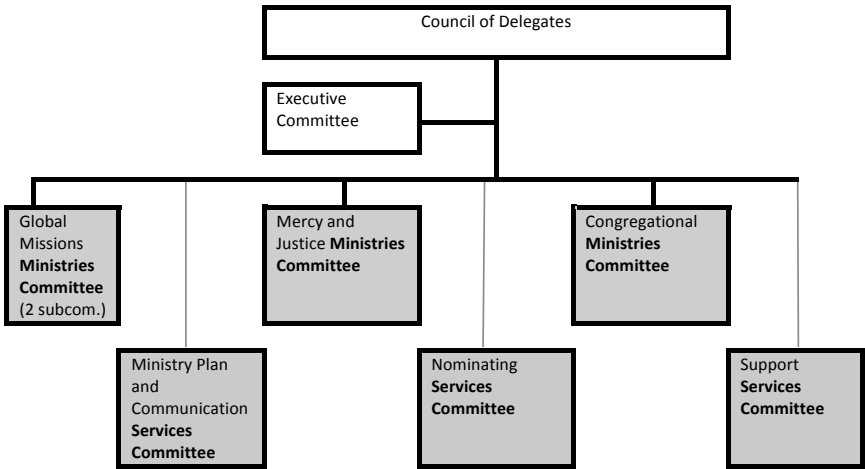 Council of Delegates
Executive
Committee
Global
Missions
Ministries
Committee
(2 subcom.)
Mercy and
Justice Ministries
Committee
Congregational
Ministries
Committee
Ministry Plan
and
Communication
Services
Committee
Nominating
Services
Committee
Support
Services
Committee